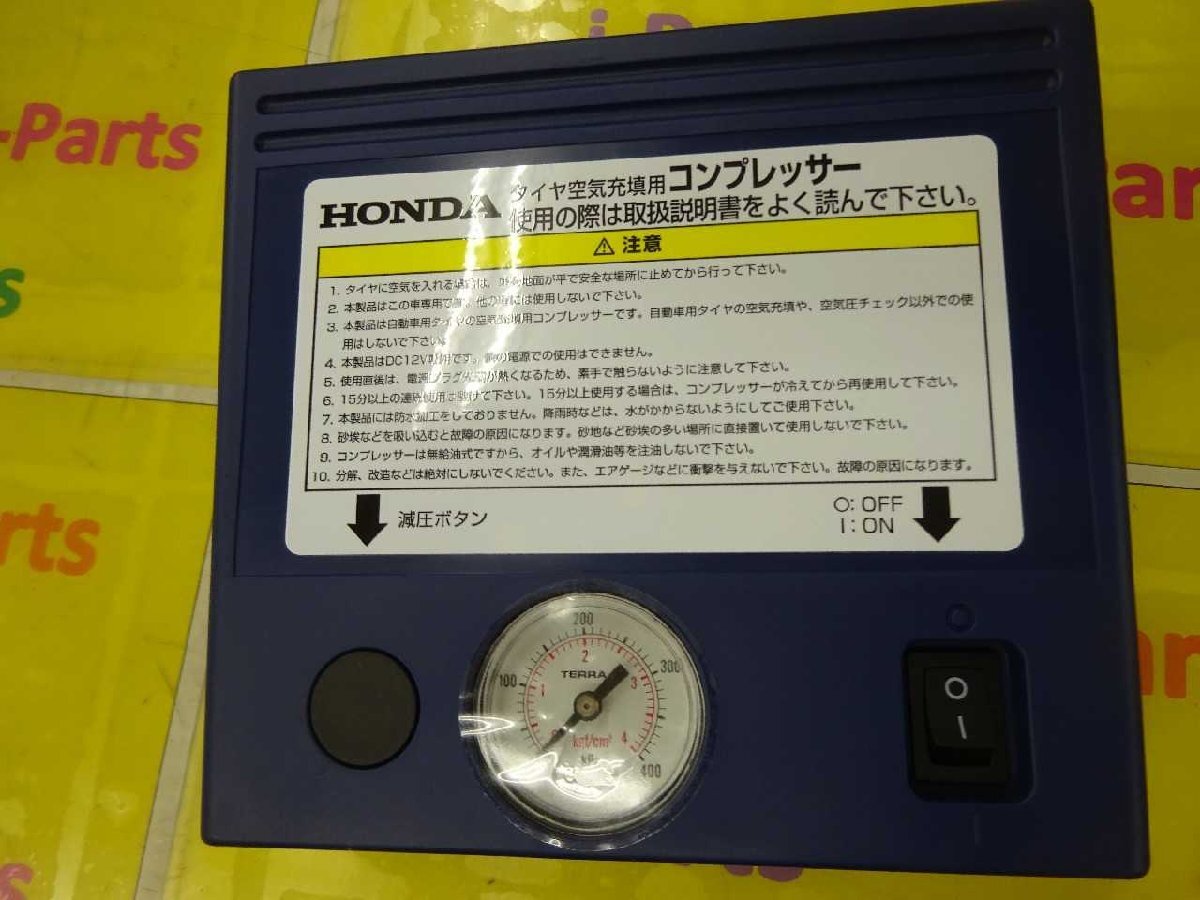 i-Parts
-Parts
HONDA タイヤ空気充填用コンプレッサー
使用の際は取扱説明書をよく読んで下さい。
⚠ 注意
1. タイヤに空気を入れる場合は、 地面が平で安全な場所に止めてから行って下さい。
2. 本製品はこの車専用です。他の には使用しないで下さい。
3. 本製品は自動車用タイヤの空気充填用コンプレッサーです。自動車用タイヤの空気充填や、空気圧チェック以外での使
用はしないで下さい。
4. 本製品はDC12V専用です。 の電源での使用はできません。
5. 使用直後は、電源プラグ が熱くなるため、素手で触らないように注意して下さい。
6. 15分以上の連続使用は避けて下さい。15分以上使用する場合は、コンプレッサーが冷えてから再使用して下さい。
7. 本製品には防水加工をしておりません。降雨時などは、水がかからないようにしてご使用下さい。
8. 砂埃などを吸い込むと故障の原因になります。砂地など砂埃の多い場所に直接置いて使用しないで下さい。
9. コンプレッサーは無給油式ですから、オイルや潤滑油等を注油しないで下さい。
10. 分解、改造などは絶対にしないでください。また、エアゲージなどに衝撃を与えないで下さい。故障の原因になります。
減圧ボタン
O: OFF
I: ON
200
2
100
300
TERRA
1
3
kgf/cm²
4
400
O
I
rts